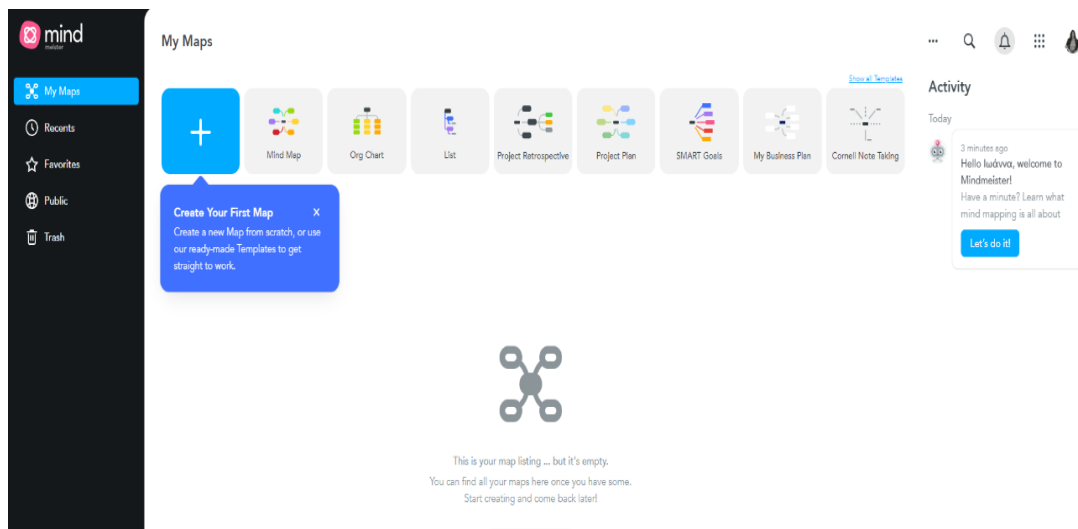 mind
meister
My Maps
Recents
Favorites
Public
Trash
My Maps
Show all Templates
Mind Map
Org Chart
List
Project Retrospective
Project Plan
SMART Goals
My Business Plan
Cornell Note Taking
Create Your First Map X
Create a new Map from scratch, or use
our ready-made Templates to get
straight to work.
This is your map listing ... but it's empty.
You can find all your maps here once you have some.
Start creating and come back later!
Activity
Today
3 minutes ago
Hello Ιωάννα, welcome to
Mindmeister!
Have a minute? Learn what
mind mapping is all about
Let's do it!